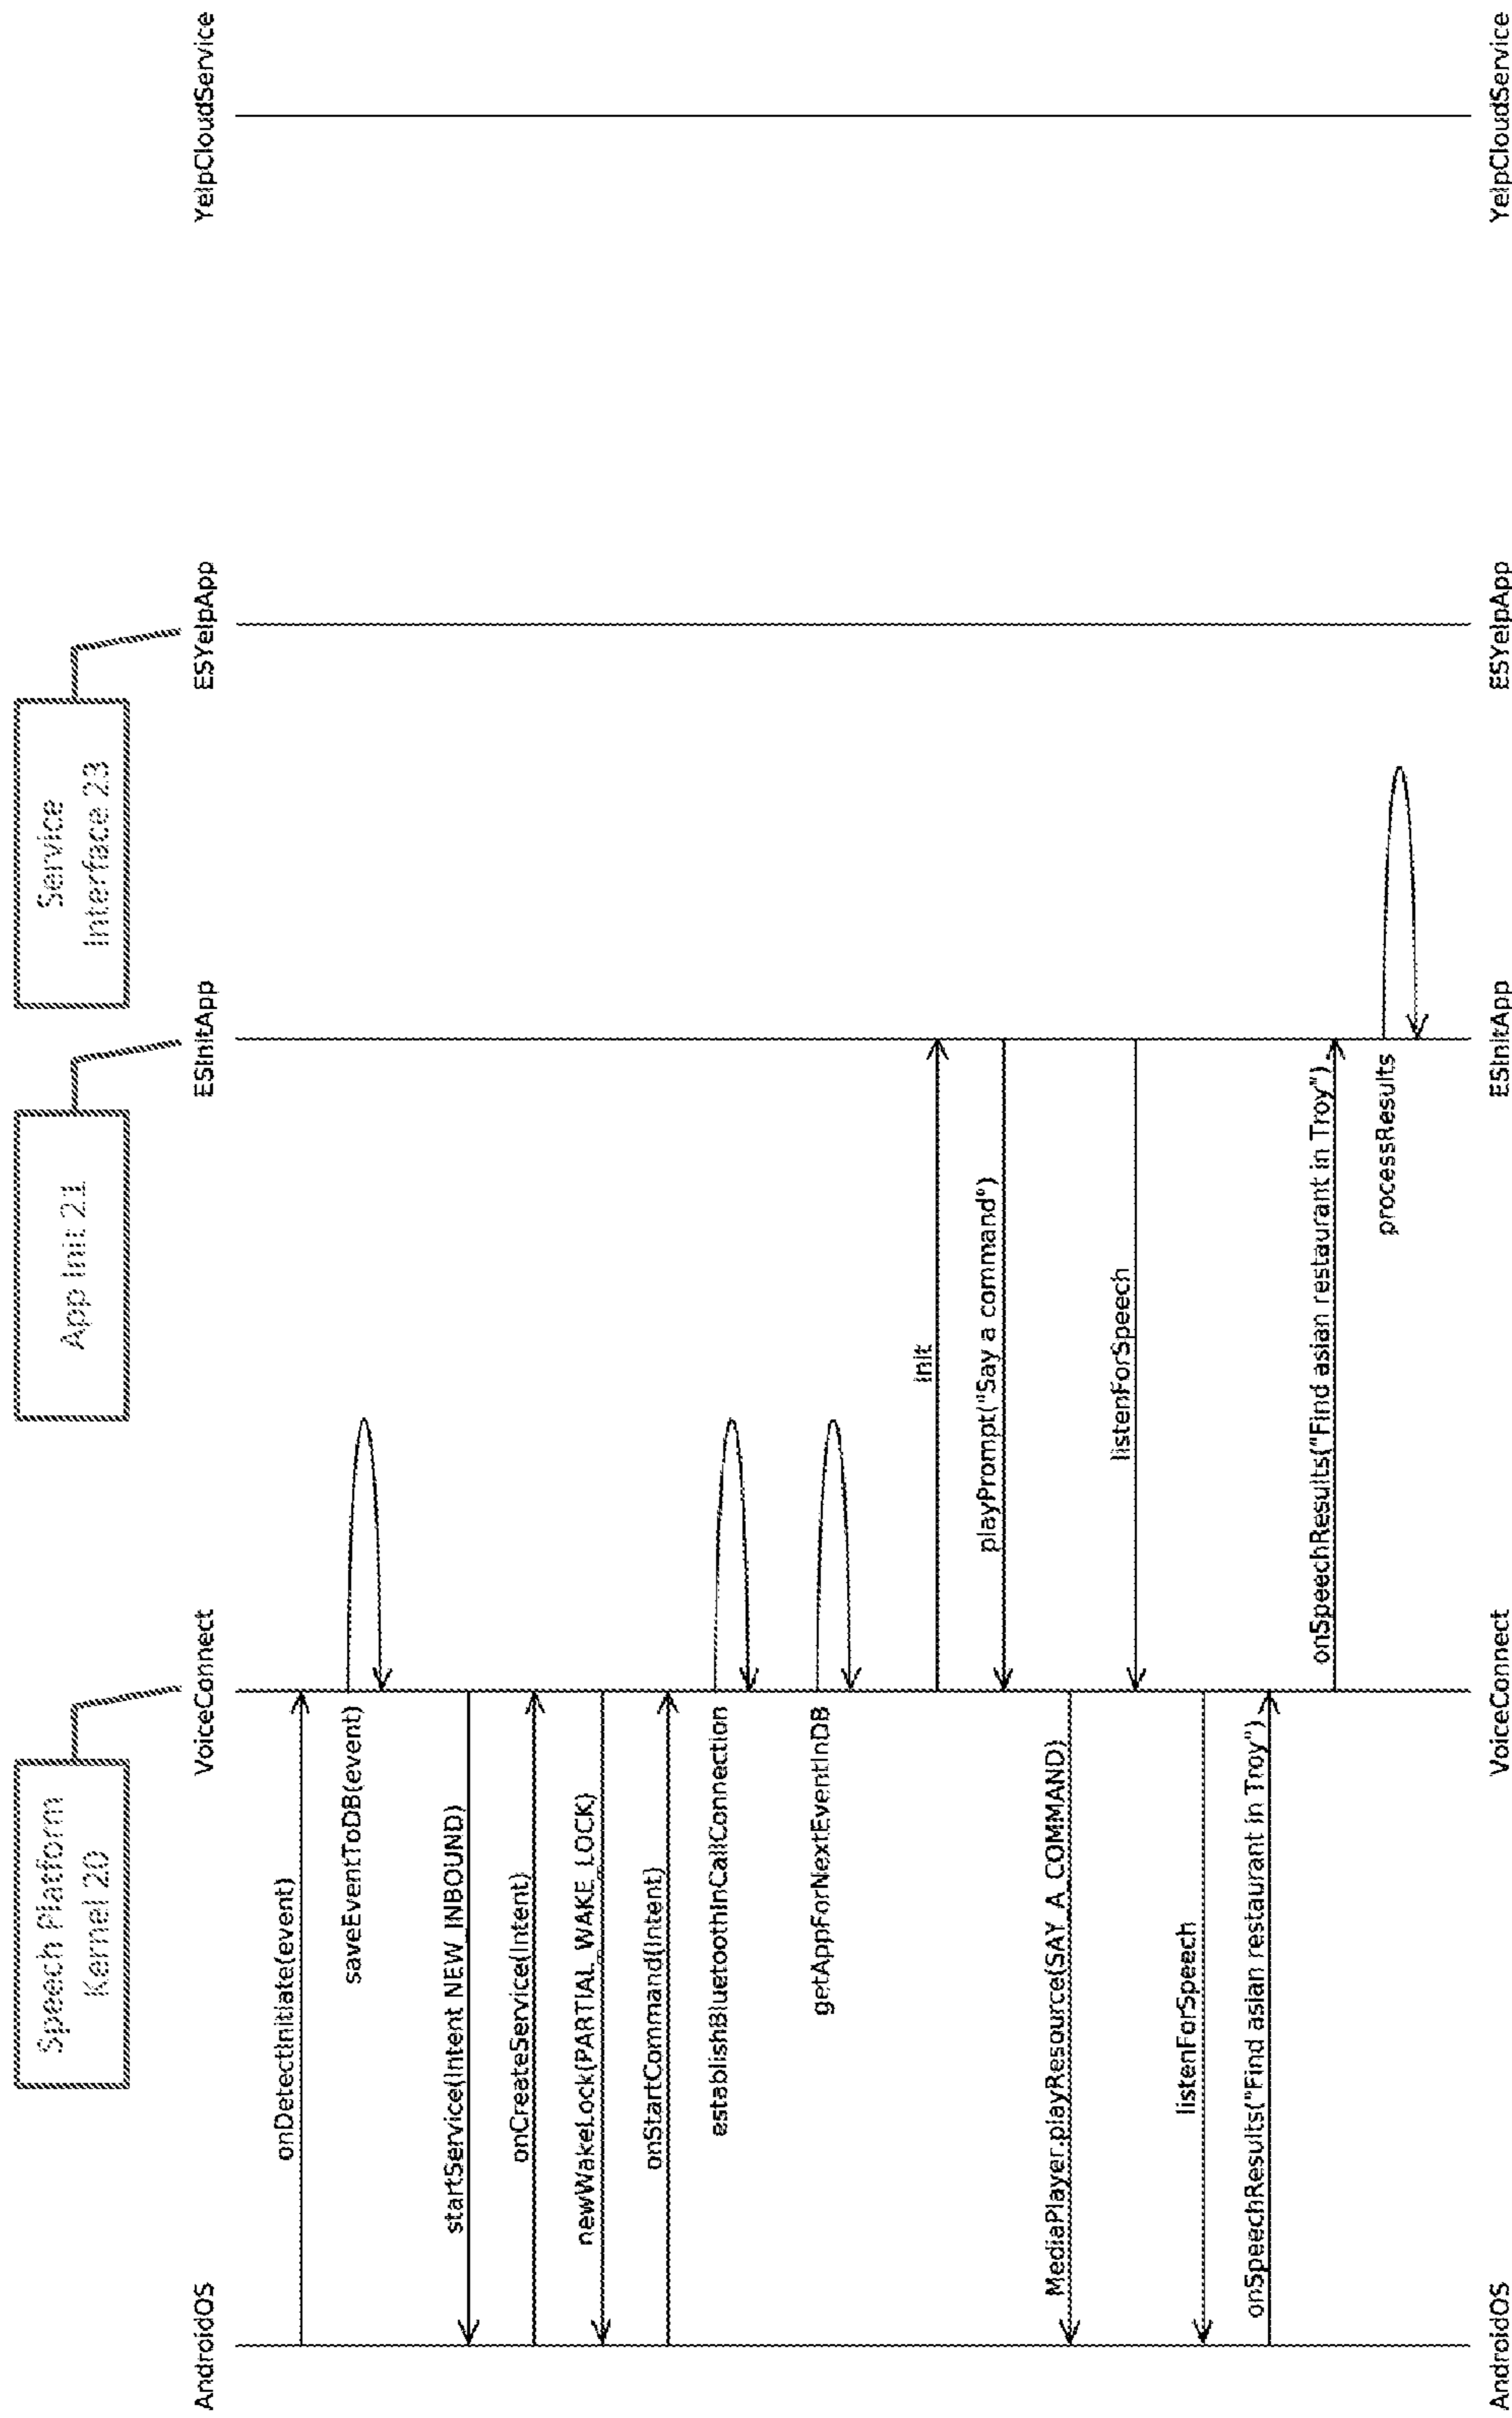 Speech Platform
Kernel 20
App Init 21
Service
Interface 23
AndroidOS
VoiceConnect
ESInitApp
ESYelpApp
YelpCloudService
onDetectInitiate(event)
saveEventToDB(event)
startService(Intent NEW_INBOUND)
onCreateService(Intent)
newWakeLock(PARTIAL_WAKE_LOCK)
onStartCommand(Intent)
establishBluetoothInCallConnection
getAppForNextEventInDB
init
playPrompt("Say a command")
MediaPlayer.playResource(SAY_A_COMMAND)
listenForSpeech
listenForSpeech
onSpeechResults("Find asian restaurant in Troy")
onSpeechResults("Find asian restaurant in Troy")
processResults
AndroidOS
VoiceConnect
ESInitApp
ESYelpApp
YelpCloudService